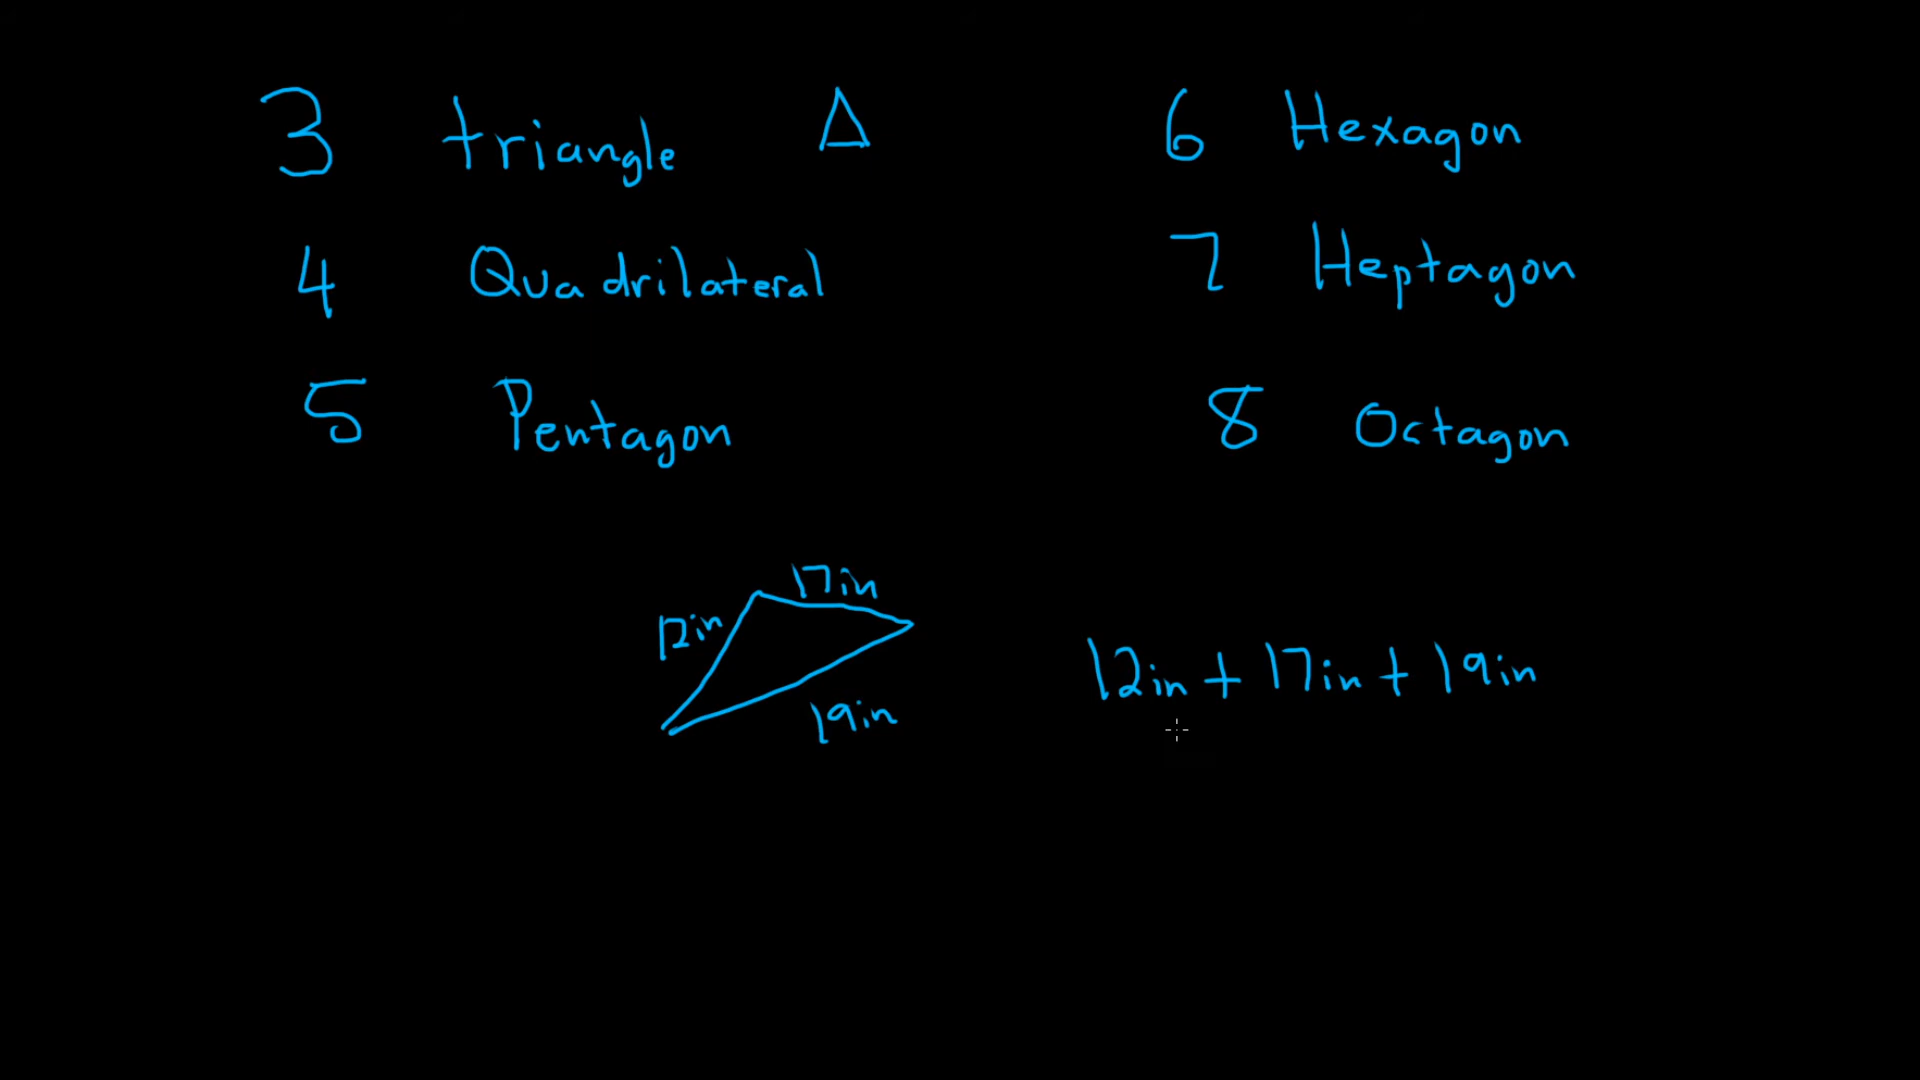 3 triangle
4 Quadrilateral
5 Pentagon
6 Hexagon
7 Heptagon
8 Octagon
17in
12in
19in
12in + 17in + 19in